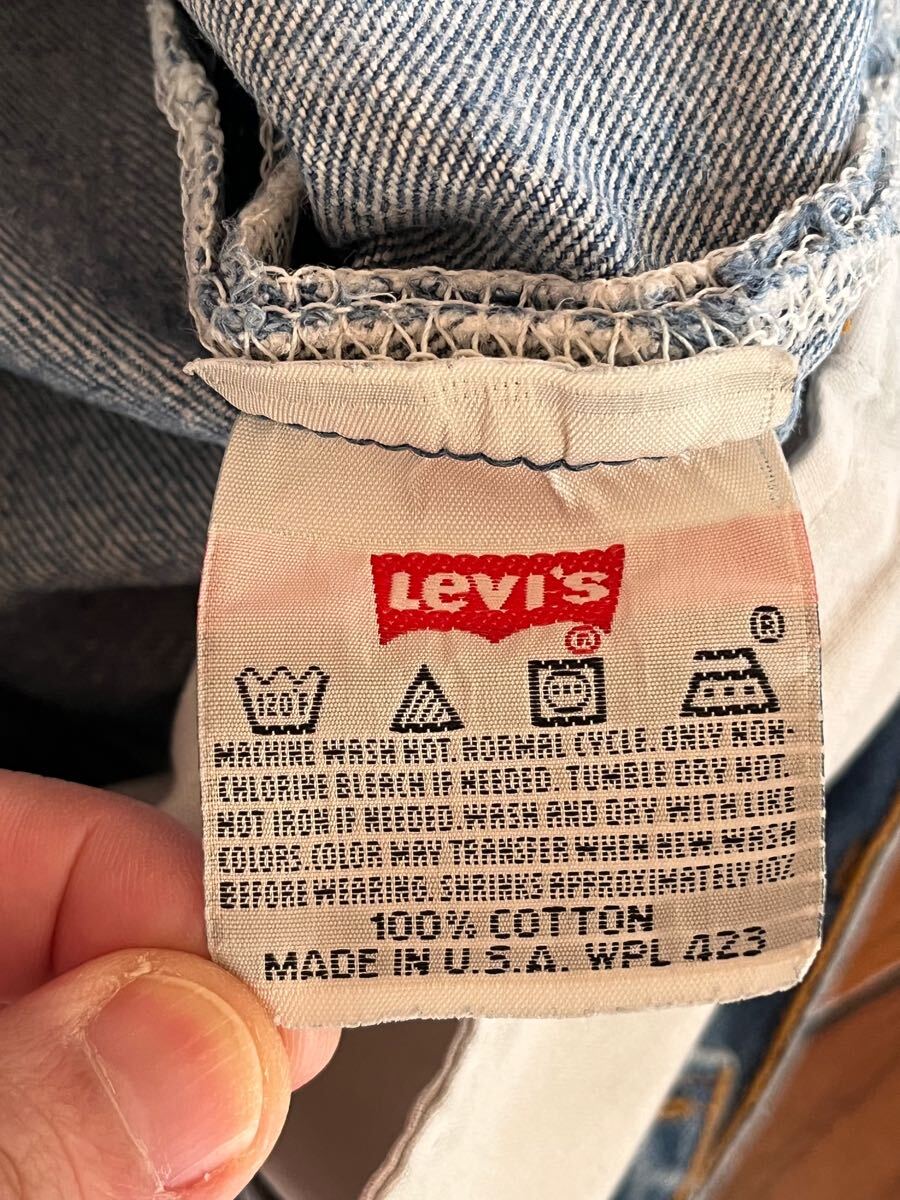 Levi's
®
®
120F
MACHINE WASH HOT. NORMAL CYCLE. ONLY NON-
CHLORINE BLEACH IF NEEDED. TUMBLE DRY HOT.
HOT IRON IF NEEDED WASH AND DRY WITH LIKE
COLORS. COLOR MAY TRANSFER WHEN NEW. WASH
BEFORE WEARING. SHRINKS APPROXIMATELY 10%
100% COTTON
MADE IN U.S.A. WPL 423